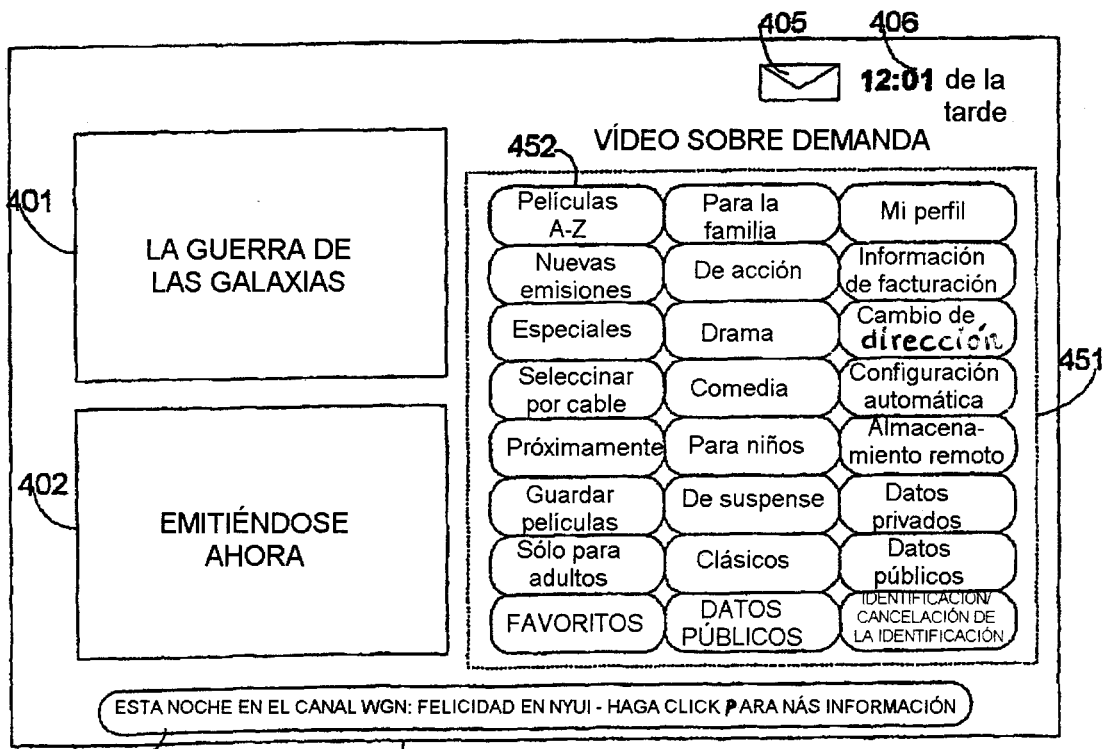 405
406
12:01 de la
tarde
VÍDEO SOBRE DEMANDA
452
401
LA GUERRA DE
LAS GALAXIAS
Películas
A-Z
Para la
familia
Mi perfil
Nuevas
emisiones
De acción
Información
de facturación
Especiales
Drama
Cambio de
dirección
451
Seleccinar
por cable
Comedia
Configuración
automática
Próximamente
Para niños
Almacena-
miento remoto
402
EMITIÉNDOSE
AHORA
Guardar
películas
De suspense
Datos
privados
Sólo para
adultos
Clásicos
Datos
públicos
FAVORITOS
DATOS
PÚBLICOS
IDENTIFICACIÓN/
CANCELACIÓN DE
LA IDENTIFICACIÓN
ESTA NOCHE EN EL CANAL WGN: FELICIDAD EN NYUI - HAGA CLICK PARA NÁS INFORMACIÓN